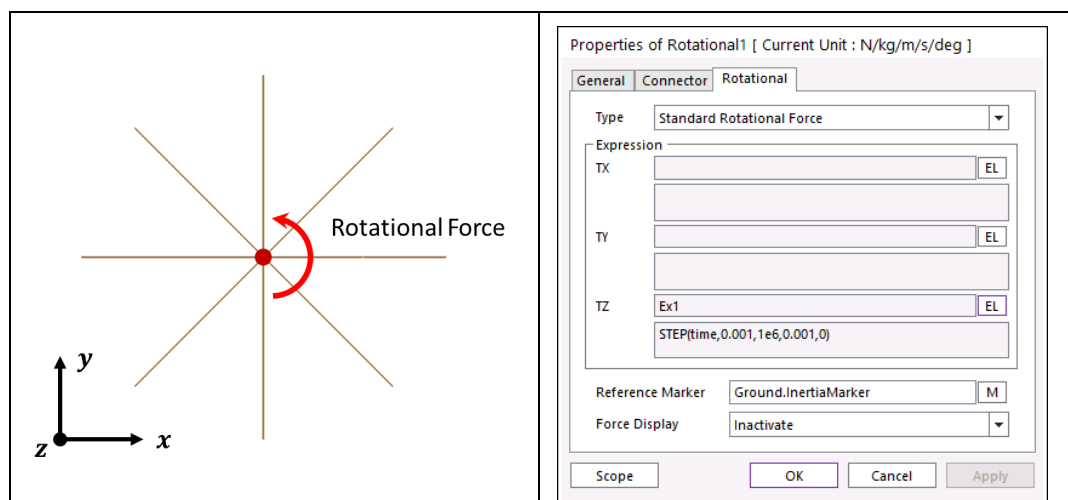 Rotational Force
y
z
x
Properties of Rotational1 [ Current Unit : N/kg/m/s/deg ]
General Connector Rotational
Type Standard Rotational Force
Expression
TX EL
TY EL
TZ Ex1 EL
STEP(time,0.001,1e6,0.001,0)
Reference Marker Ground.InertiaMarker M
Force Display Inactivate
Scope OK Cancel Apply